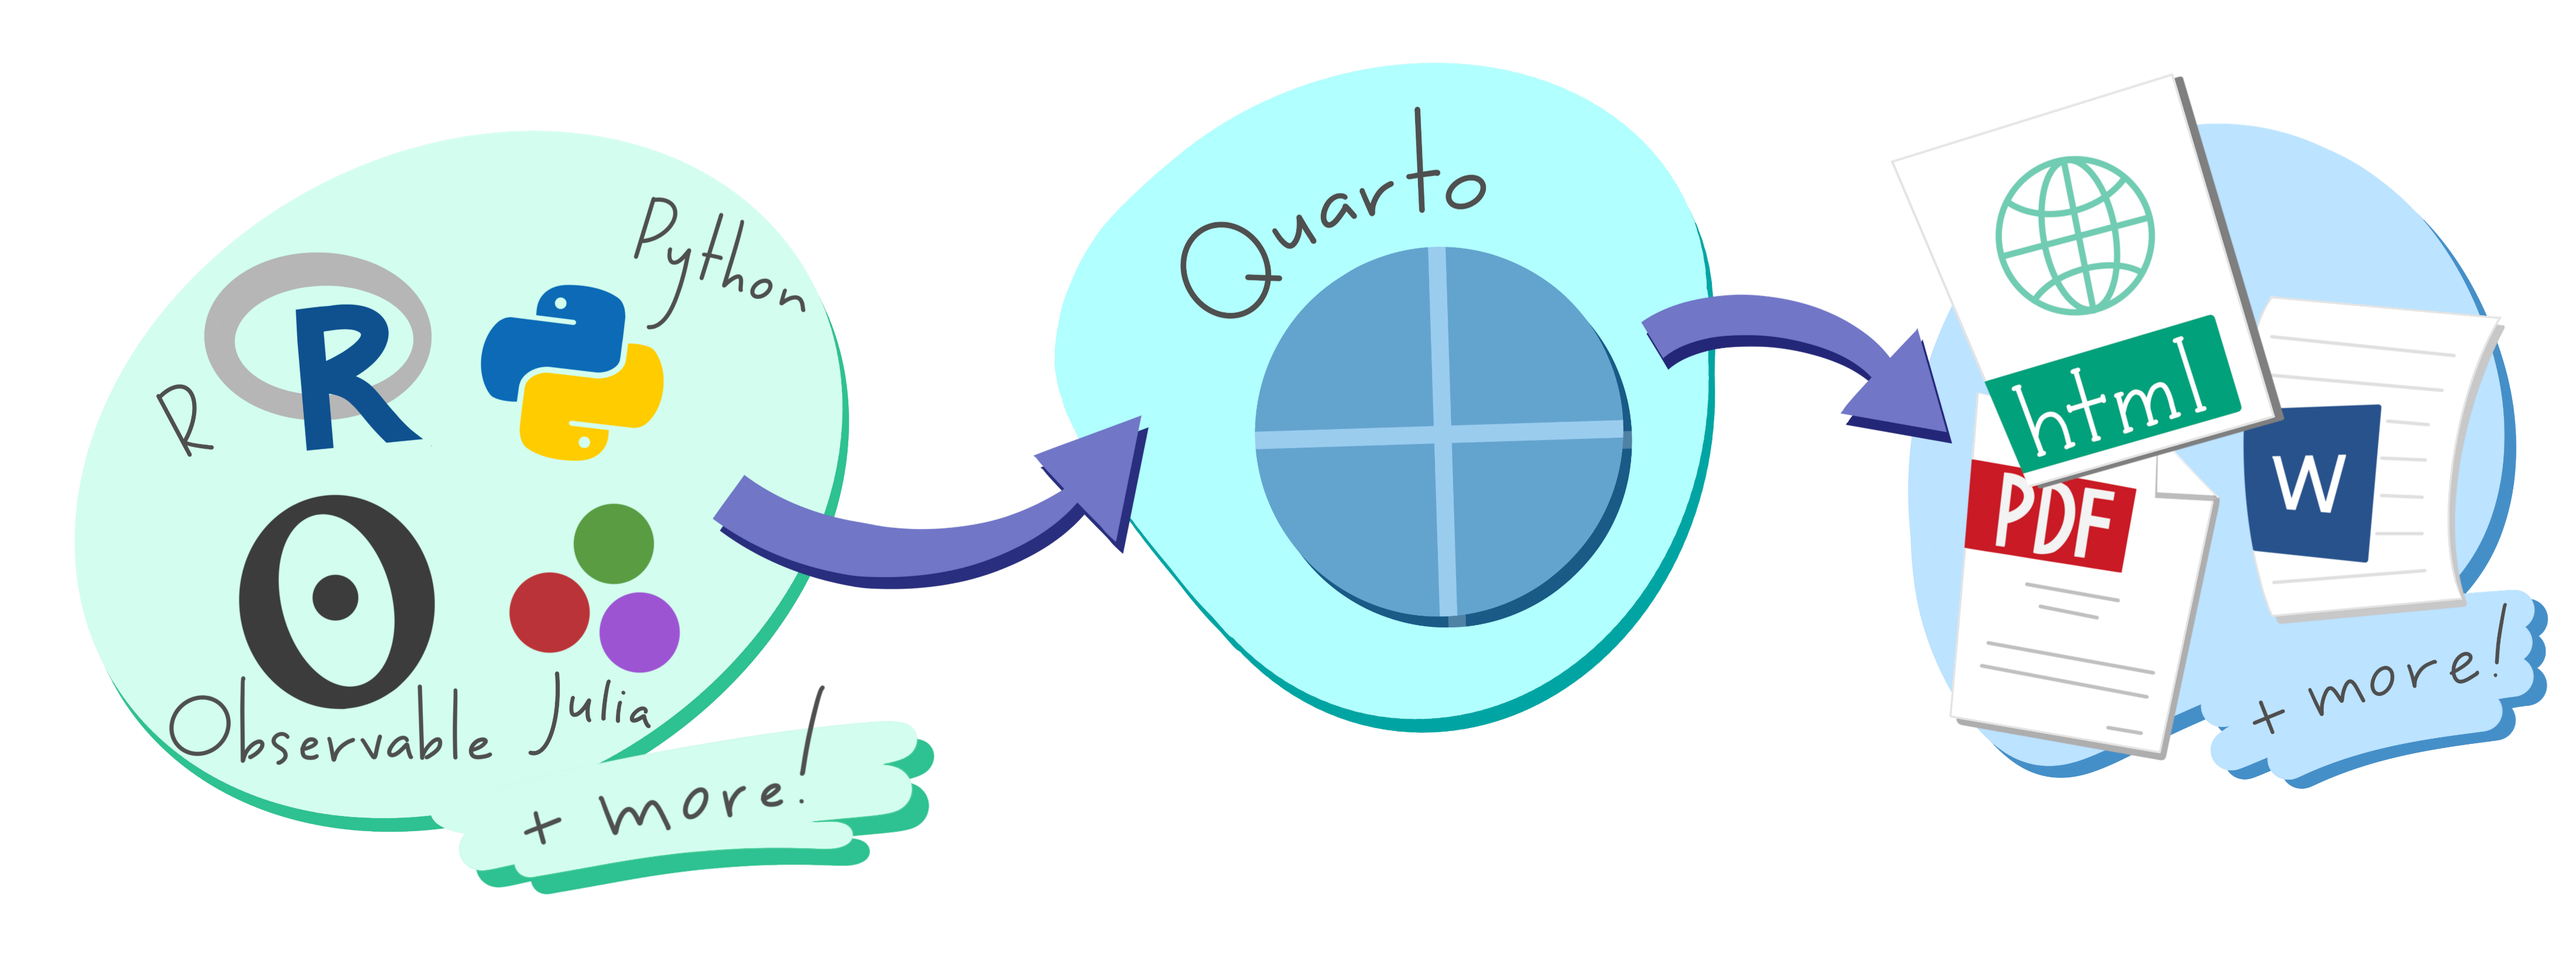 R
R
Python
Observable
Julia
+ more!
Quarto
html
PDF
W
+ more!